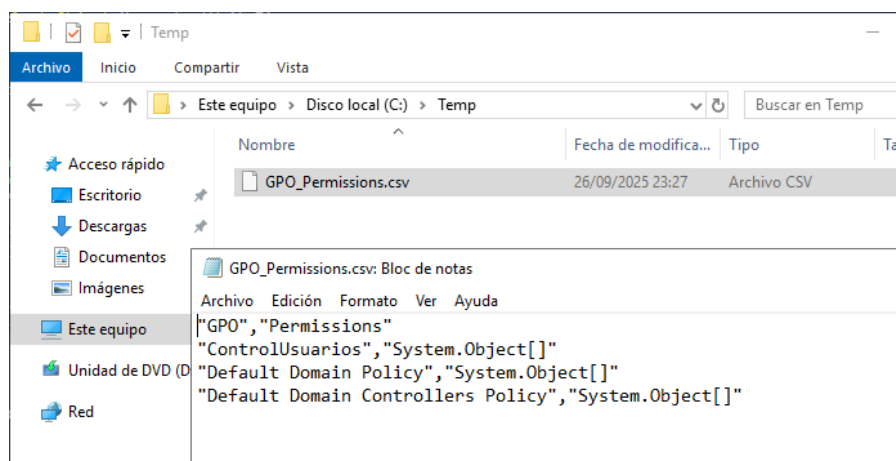 Temp
Archivo Inicio Compartir Vista
Este equipo > Disco local (C:) > Temp
Buscar en Temp
Nombre Fecha de modifica... Tipo
Acceso rápido
GPO_Permissions.csv 26/09/2025 23:27 Archivo CSV
Escritorio
Descargas
Documentos
Imágenes
Este equipo
Unidad de DVD (D
Red
GPO_Permissions.csv: Bloc de notas
Archivo Edición Formato Ver Ayuda
"GPO","Permissions"
"ControlUsuarios","System.Object[]"
"Default Domain Policy","System.Object[]"
"Default Domain Controllers Policy","System.Object[]"